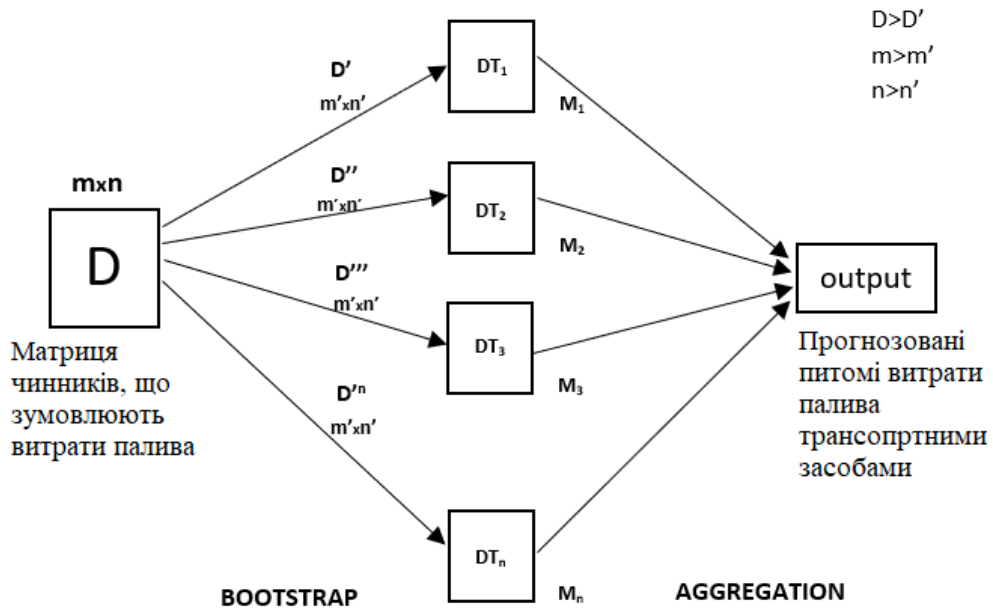 D>D'
m>m'
n>n'
D'
m'xn'
DT1
M1
D''
m'xn'
DT2
M2
mxn
D
D'''
m'xn'
DT3
M3
output
Матриця
чинників, що
зумовлюють
витрати палива
Прогнозовані
питомі витрати
палива
трансопртними
засобами
D'n
m'xn'
DTn
Mn
BOOTSTRAP
AGGREGATION